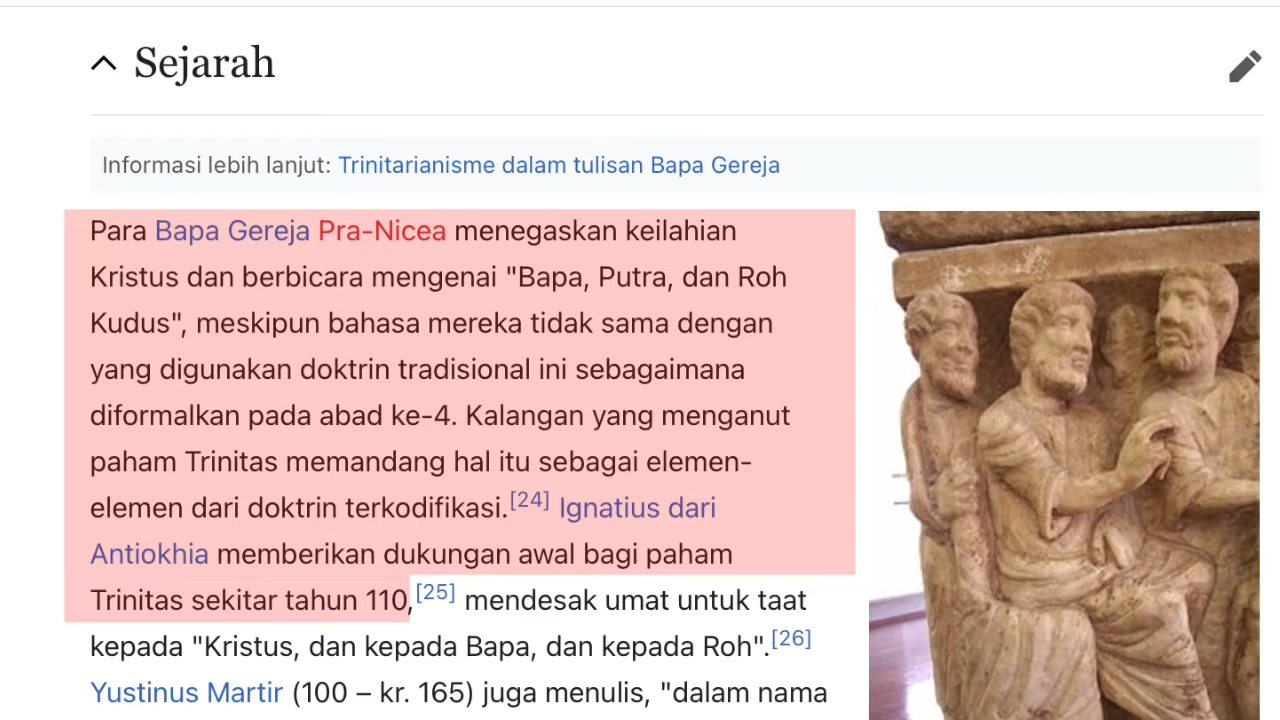 Sejarah
Informasi lebih lanjut: Trinitarianisme dalam tulisan Bapa Gereja
Para Bapa Gereja Pra-Nicea menegaskan keilahian
Kristus dan berbicara mengenai "Bapa, Putra, dan Roh
Kudus", meskipun bahasa mereka tidak sama dengan
yang digunakan doktrin tradisional ini sebagaimana
diformalkan pada abad ke-4. Kalangan yang menganut
paham Trinitas memandang hal itu sebagai elemen-
elemen dari doktrin terkodifikasi.[24] Ignatius dari
Antiokhia memberikan dukungan awal bagi paham
Trinitas sekitar tahun 110,[25] mendesak umat untuk taat
kepada "Kristus, dan kepada Bapa, dan kepada Roh".[26]
Yustinus Martir (100 – kr. 165) juga menulis, "dalam nama